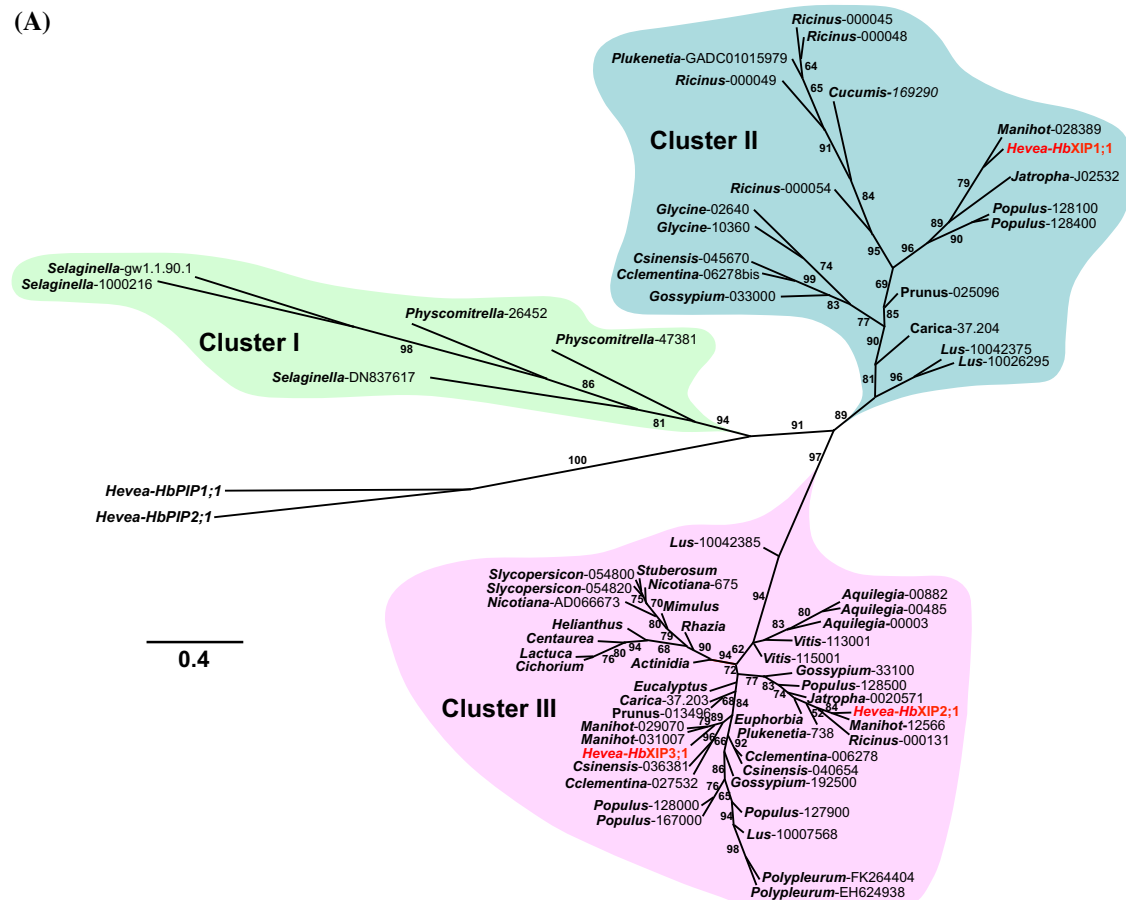 (A)
Ricinus-000045
Ricinus-000048
Plukenetia-GADC01015979
64
Ricinus-000049
65
Cucumis-169290
Cluster II
Manihot-028389
Hevea-HbXIP1;1
91
79
Jatropha-J02532
Ricinus-000054
84
Glycine-02640
Populus-128100
Populus-128400
89
90
Glycine-10360
96
95
Csinensis-045670
74
Cclementina-06278bis
99
69
Gossypium-033000
83
Prunus-025096
85
77
Carica-37.204
90
Lus-10042375
Lus-10026295
81
96
89
Selaginella-gw1.1.90.1
Selaginella-1000216
Physcomitrella-26452
Cluster I
Physcomitrella-47381
98
Selaginella-DN837617
86
81
94
91
97
100
Hevea-HbPIP1;1
Hevea-HbPIP2;1
0.4
Lus-10042385
Slycopersicon-054800
Stuberosum
Slycopersicon-054820
Nicotiana-675
Nicotiana-AD066673
75
70
Mimulus
94
Aquilegia-00882
80
Aquilegia-00485
Helianthus
80
Rhazia
83
Aquilegia-00003
Centaurea
79
Vitis-113001
94
68
90
62
Lactuca
80
76
Cichorium
Actinidia
94
Vitis-115001
72
Gossypium-33100
77
Eucalyptus
83
Populus-128500
Carica-37.203
68
84
74
Jatropha-0020571
Cluster III
Prunus-013496
84
Hevea-HbXIP2;1
Manihot-029070
79
89
Euphorbia
52
Manihot-12566
Manihot-031007
Plukenetia-738
Ricinus-000131
Hevea-HbXIP3;1
96
66
92
Cclementina-006278
Csinensis-036381
Csinensis-040654
Cclementina-027532
86
Gossypium-192500
76
Populus-128000
65
Populus-127900
Populus-167000
94
Lus-10007568
98
Polypleurum-FK264404
Polypleurum-EH624938